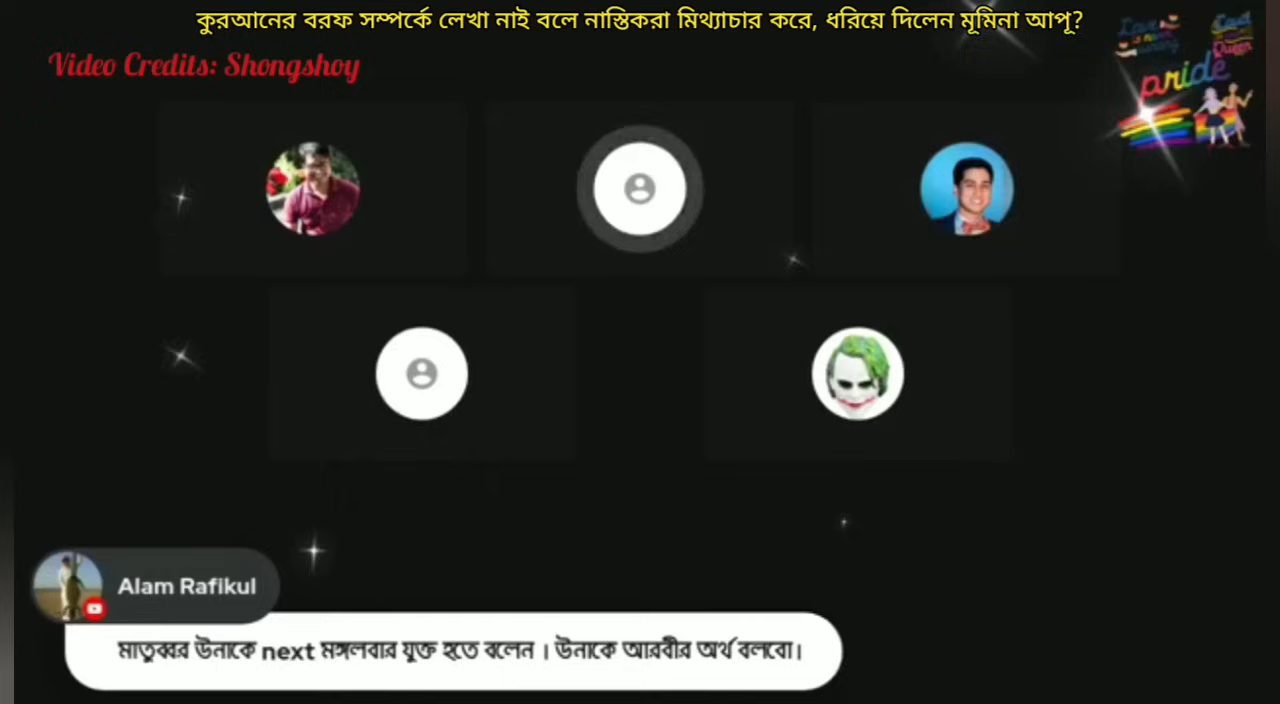 কুরআনের বরফ সম্পর্কে লেখা নাই বলে নাস্তিকরা মিথ্যাচার করে, ধরিয়ে দিলেন মূমিনা আপূ?
Video Credits: Shongshoy
pride
Alam Rafikul
মাতুব্বর উনাকে next মঙ্গলবার যুক্ত হতে বলেন । উনাকে আরবীর অর্থ বলবো।